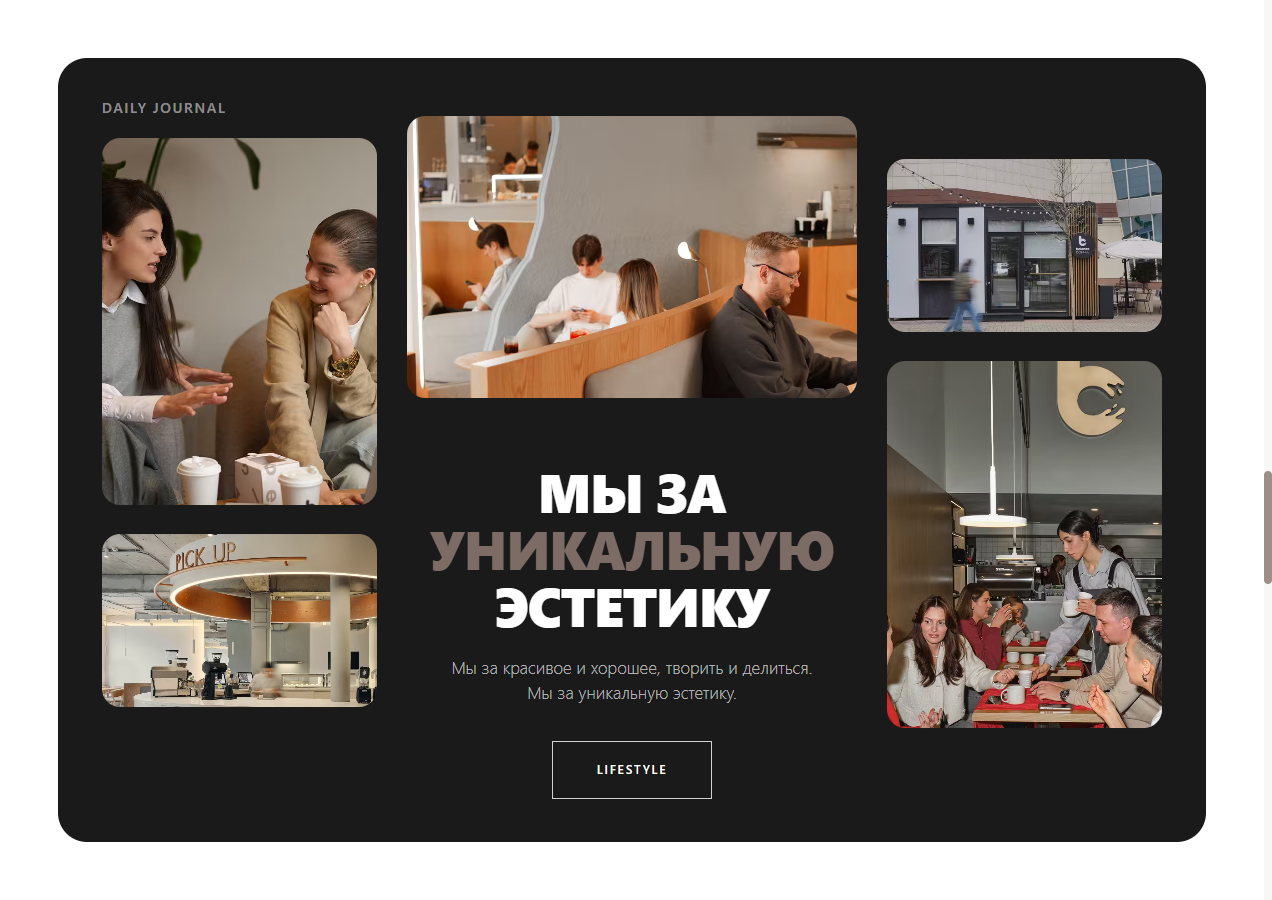 DAILY JOURNAL
PICK UP
МЫ ЗА
УНИКАЛЬНУЮ
ЭСТЕТИКУ
Мы за красивое и хорошее, творить и делиться.
Мы за уникальную эстетику.
LIFESTYLE